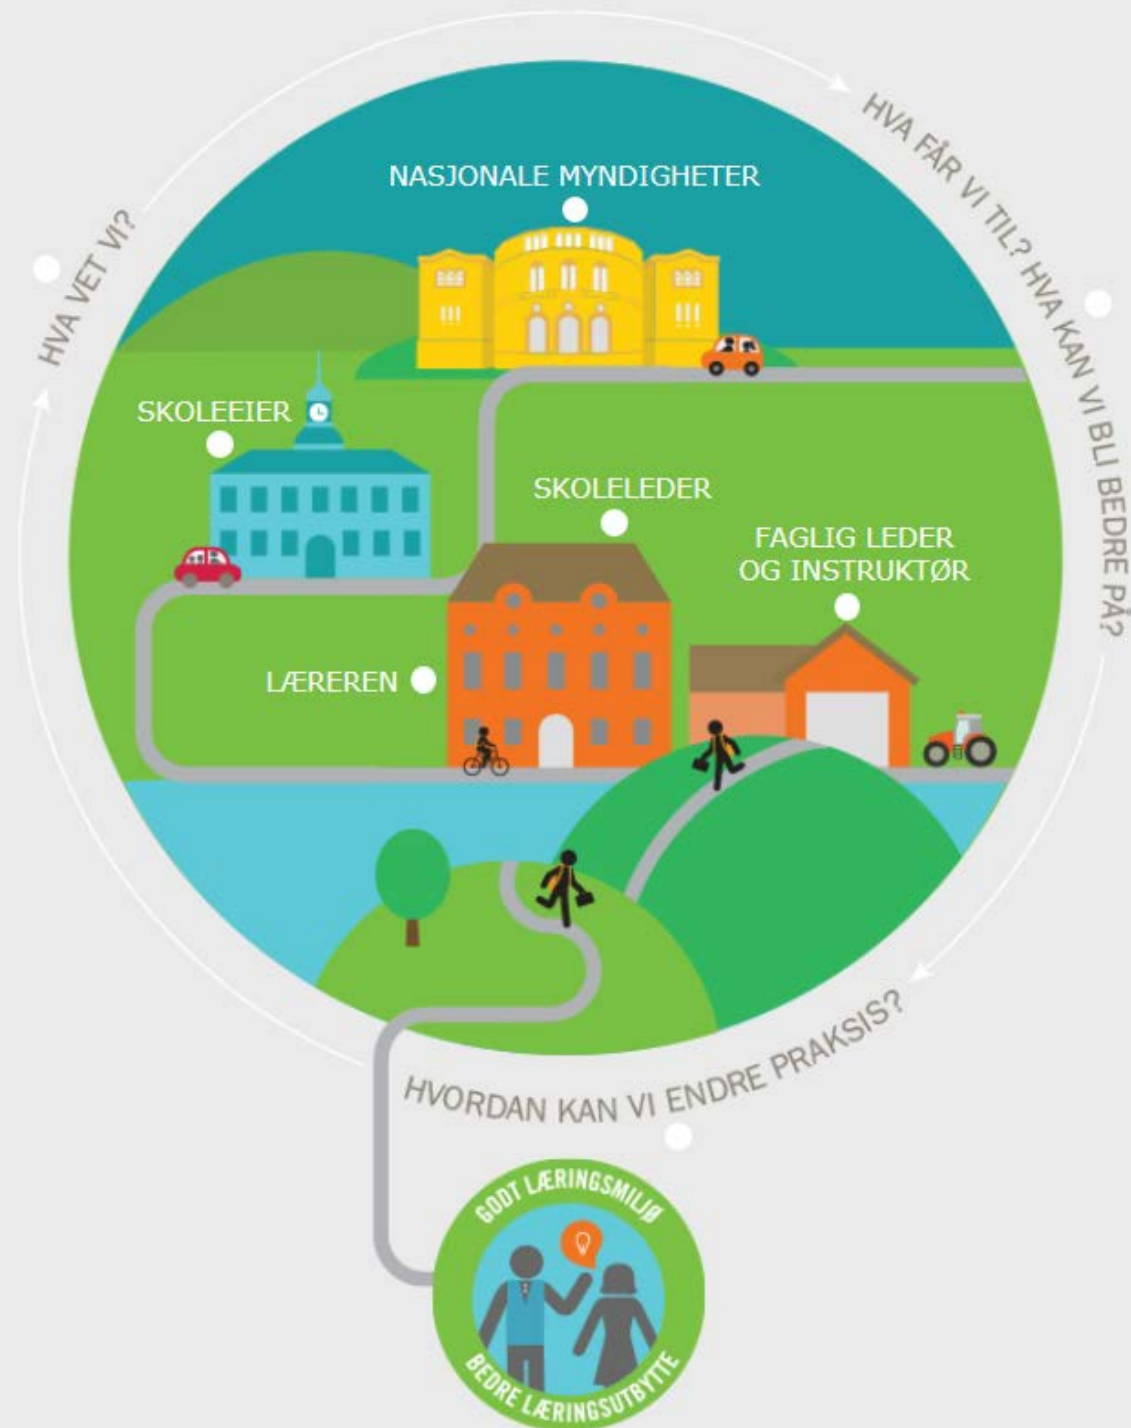 HVA VET VI?
HVA FÅR VI TIL? HVA KAN VI BLI BEDRE PÅ?
NASJONALE MYNDIGHETER
SKOLEEIER
SKOLELEDER
FAGLIG LEDER
OG INSTRUKTØR
LÆREREN
HVORDAN KAN VI ENDRE PRAKSIS?
GODT LÆRINGSMILJØ
BEDRE LÆRINGSUTBYTTE